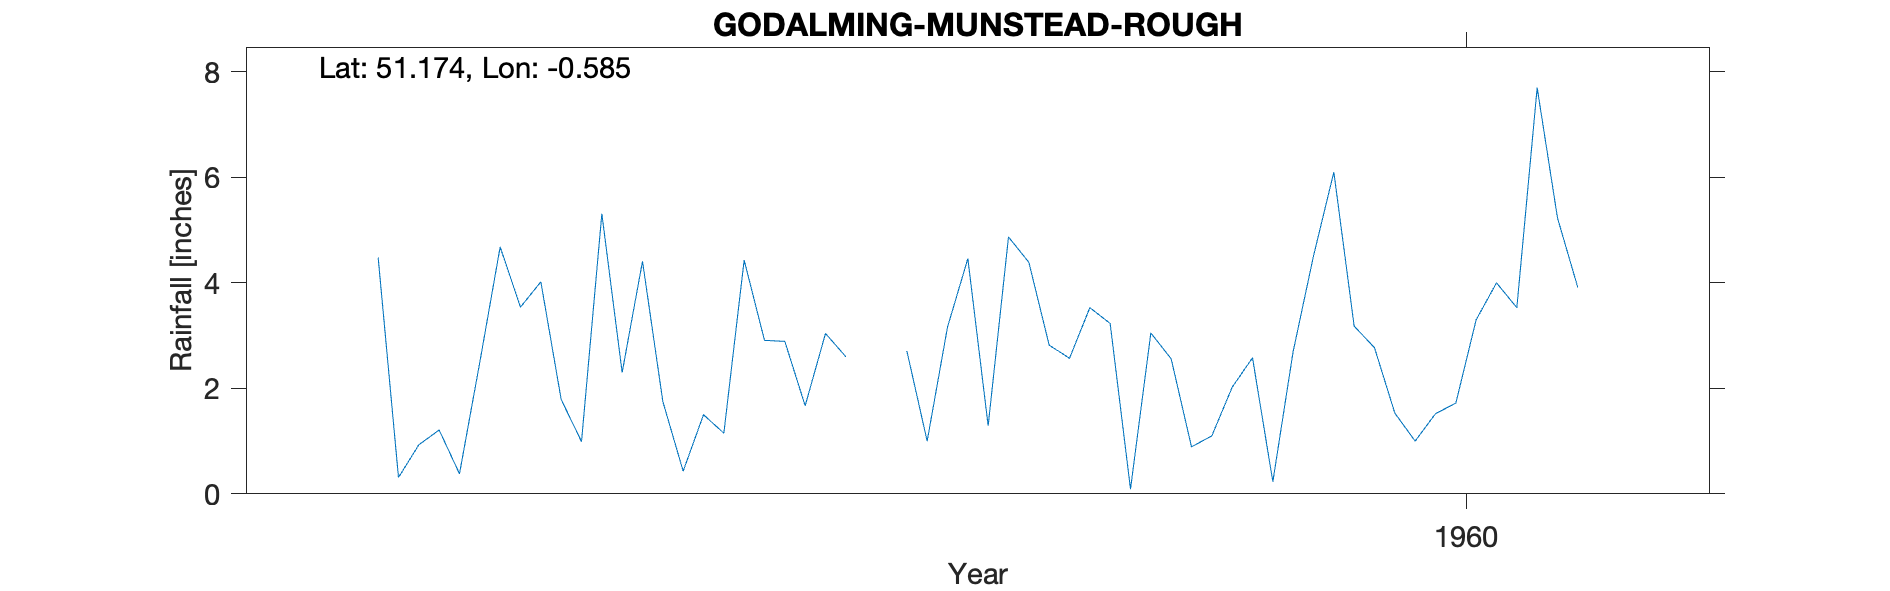 GODALMING-MUNSTEAD-ROUGH
Lat: 51.174, Lon: -0.585
Rainfall [inches]
8
6
4
2
0
1960
Year